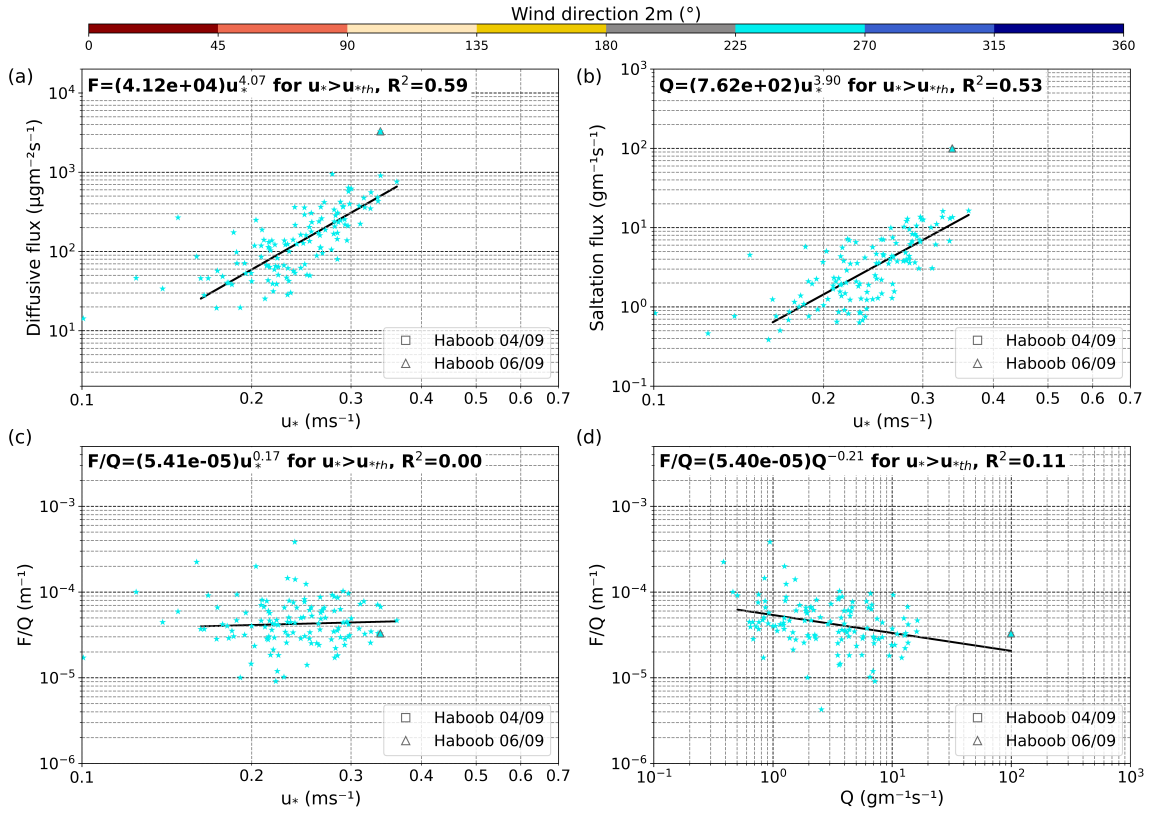 Wind direction 2m (°)
0 45 90 135 180 225 270 315 360
(a)
F=(4.12e+04)u*^4.07 for u*>u*th, R²=0.59
Diffusive flux (μgm⁻²s⁻¹)
10⁴
10³
10²
10¹
Haboob 04/09
Haboob 06/09
0.1 0.2 0.3 0.4 0.5 0.7
u* (ms⁻¹)
(b)
Q=(7.62e+02)u*^3.90 for u*>u*th, R²=0.53
Saltation flux (gm⁻¹s⁻¹)
10³
10²
10¹
10⁰
10⁻¹
Haboob 04/09
Haboob 06/09
0.1 0.2 0.3 0.4 0.5 0.7
u* (ms⁻¹)
(c)
F/Q=(5.41e-05)u*^0.17 for u*>u*th, R²=0.00
F/Q (m⁻¹)
10⁻³
10⁻⁴
10⁻⁵
10⁻⁶
Haboob 04/09
Haboob 06/09
0.1 0.2 0.3 0.4 0.5 0.7
u* (ms⁻¹)
(d)
F/Q=(5.40e-05)Q^−0.21 for u*>u*th, R²=0.11
F/Q (m⁻¹)
10⁻³
10⁻⁴
10⁻⁵
10⁻⁶
Haboob 04/09
Haboob 06/09
10⁻¹ 10⁰ 10¹ 10² 10³
Q (gm⁻¹s⁻¹)